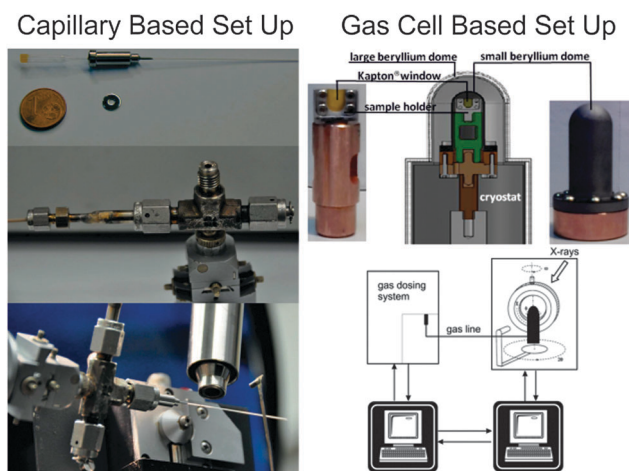 Capillary Based Set Up
Gas Cell Based Set Up
large beryllium dome
small beryllium dome
Kapton® window
sample holder
cryostat
X-rays
gas dosing
system
gas line